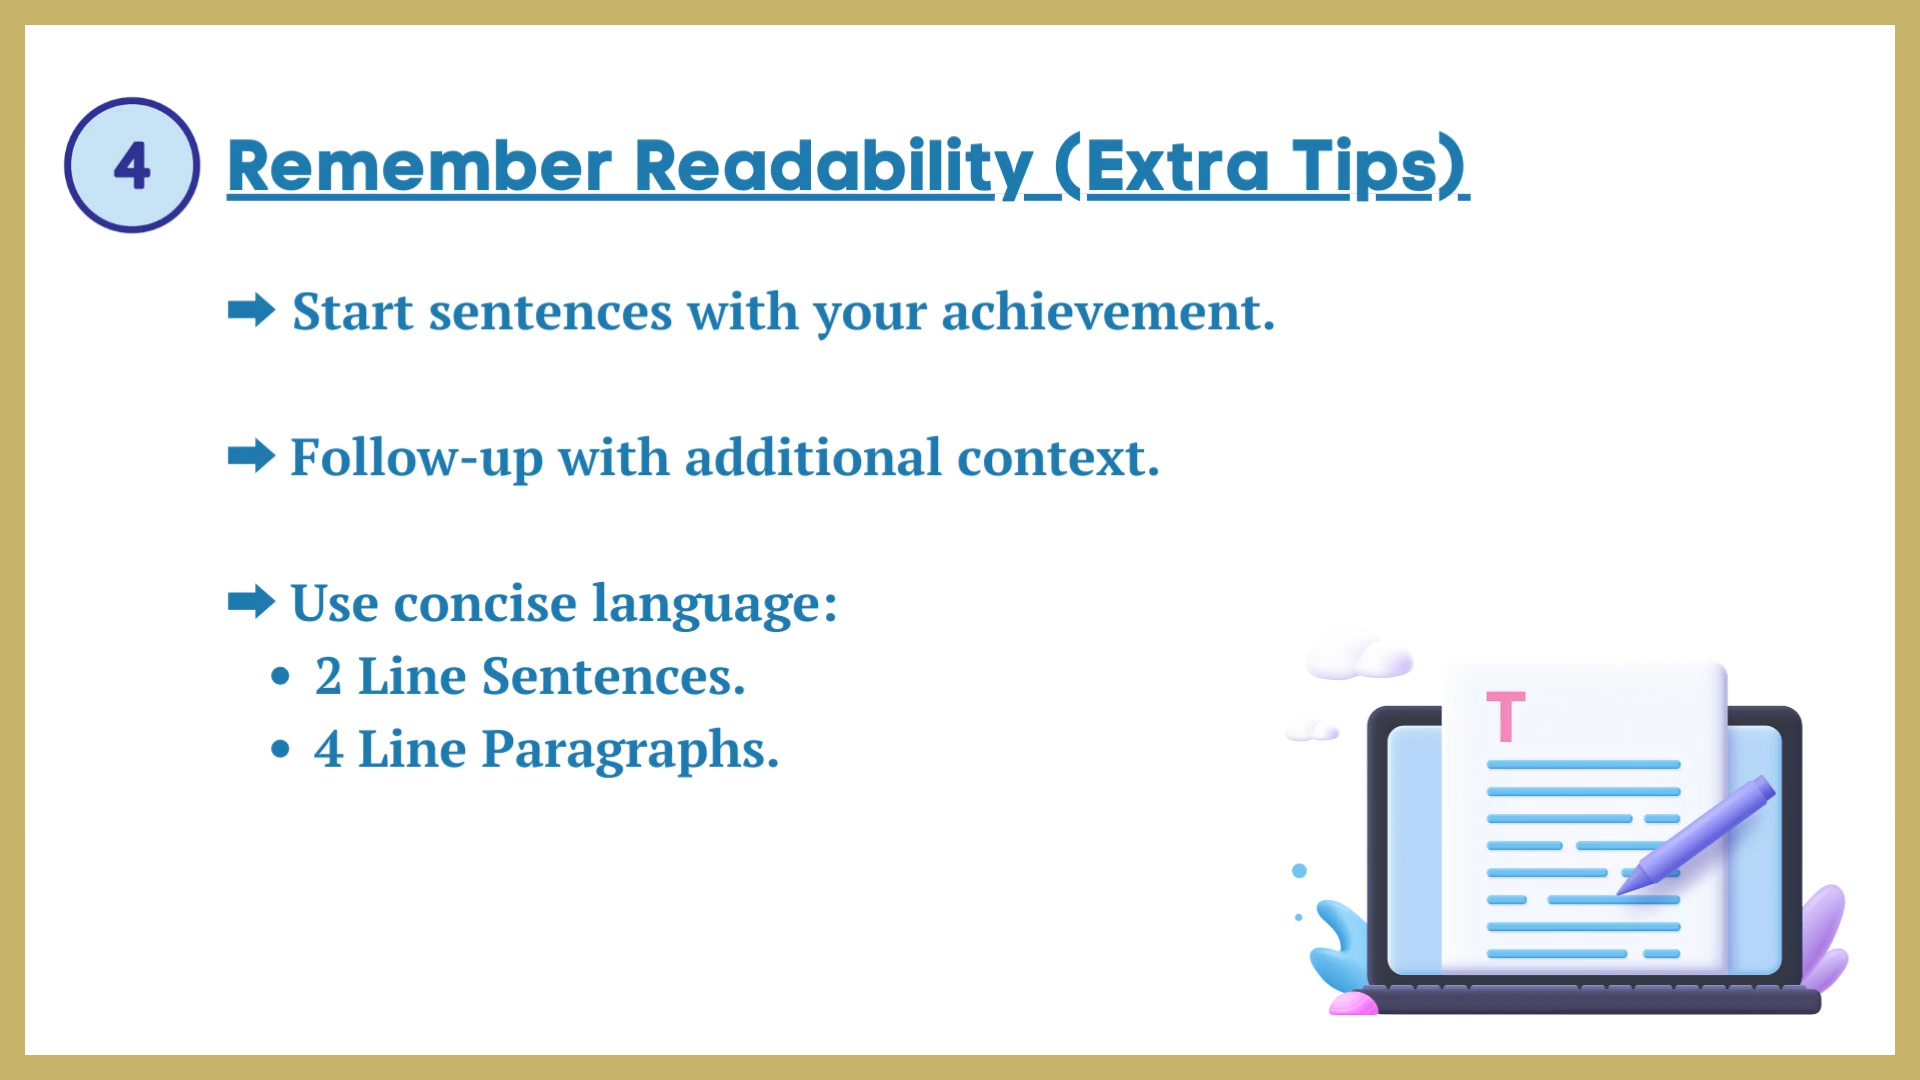 4
Remember Readability (Extra Tips)
➡ Start sentences with your achievement.
➡ Follow-up with additional context.
➡ Use concise language:
• 2 Line Sentences.
• 4 Line Paragraphs.
T